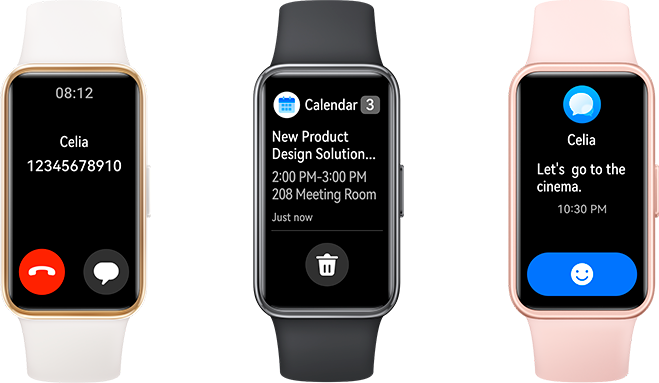 08:12
Celia
12345678910
Calendar 3
New Product
Design Solution...
2:00 PM-3:00 PM
208 Meeting Room
Just now
Celia
Let's go to the
cinema.
10:30 PM